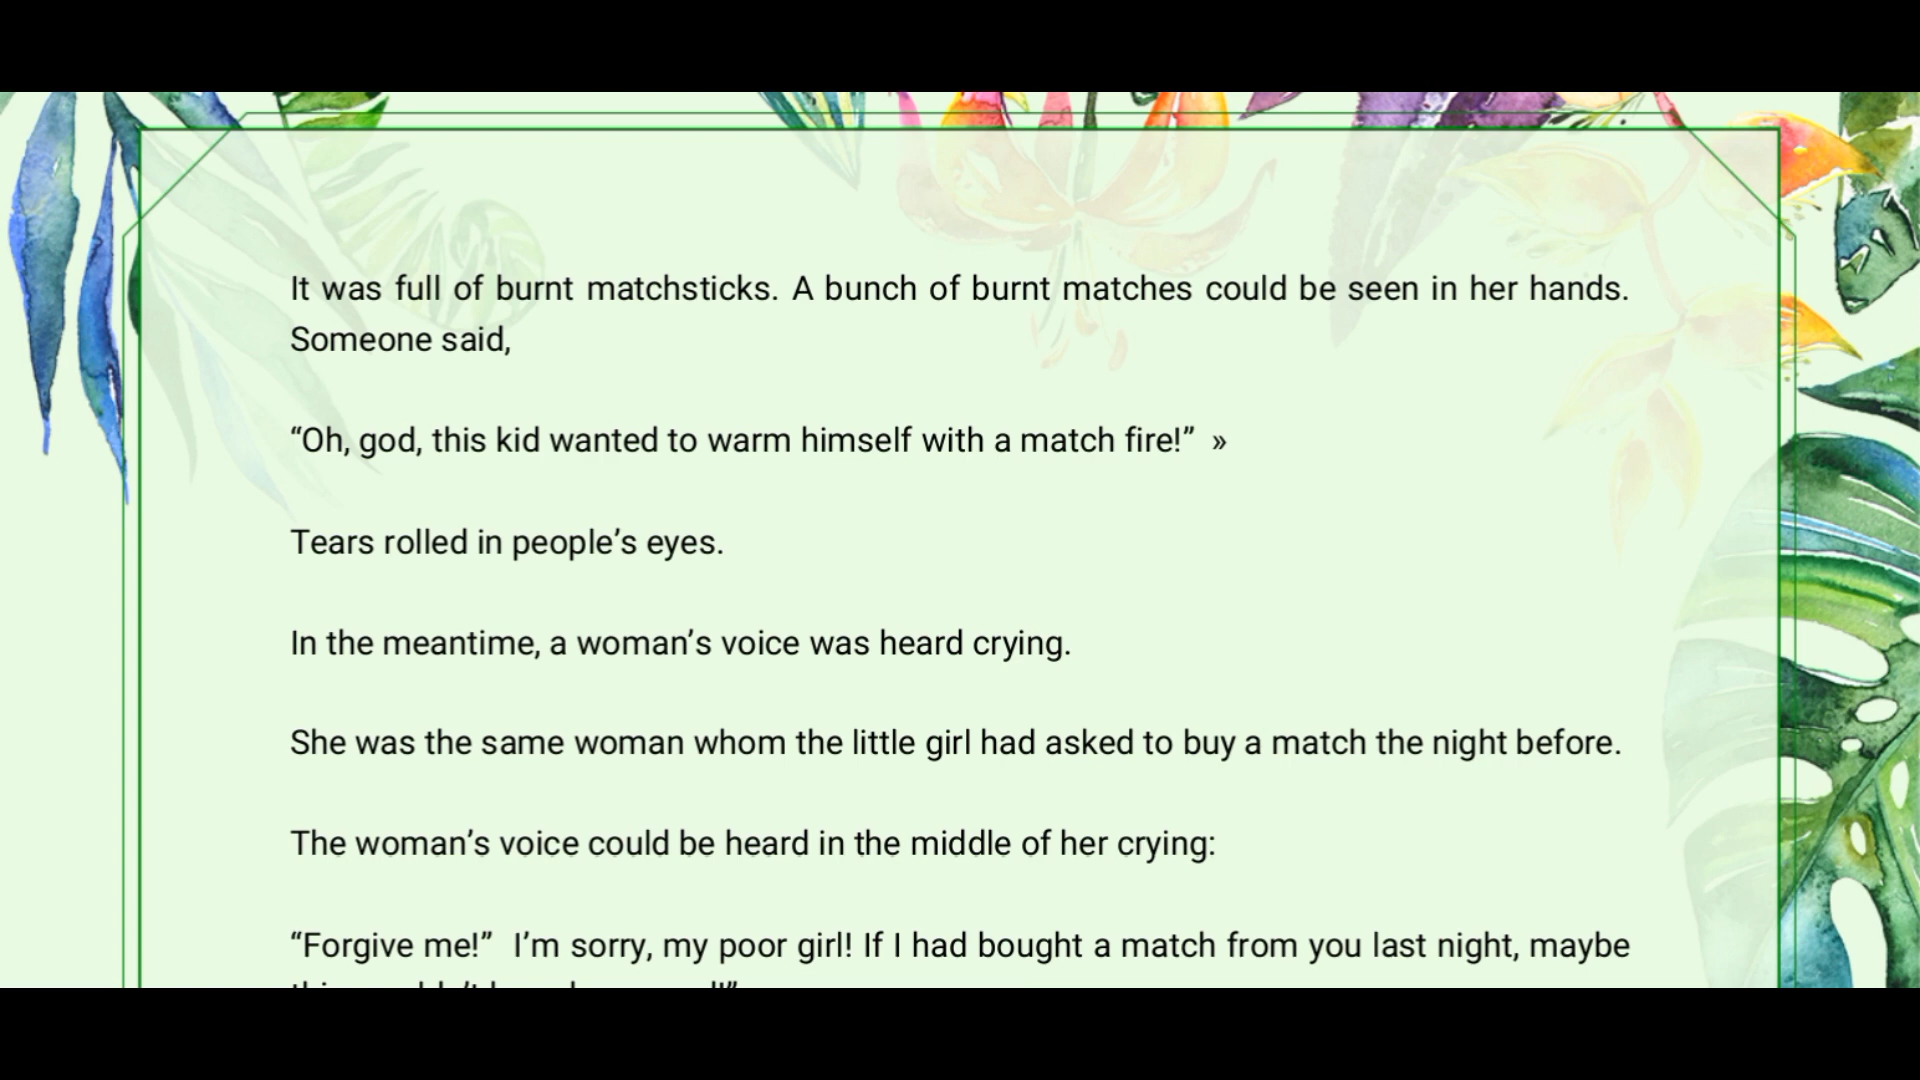 It was full of burnt matchsticks. A bunch of burnt matches could be seen in her hands.
Someone said,
“Oh, god, this kid wanted to warm himself with a match fire!”  »
Tears rolled in people’s eyes.
In the meantime, a woman’s voice was heard crying.
She was the same woman whom the little girl had asked to buy a match the night before.
The woman’s voice could be heard in the middle of her crying:
“Forgive me!”  I’m sorry, my poor girl! If I had bought a match from you last night, maybe